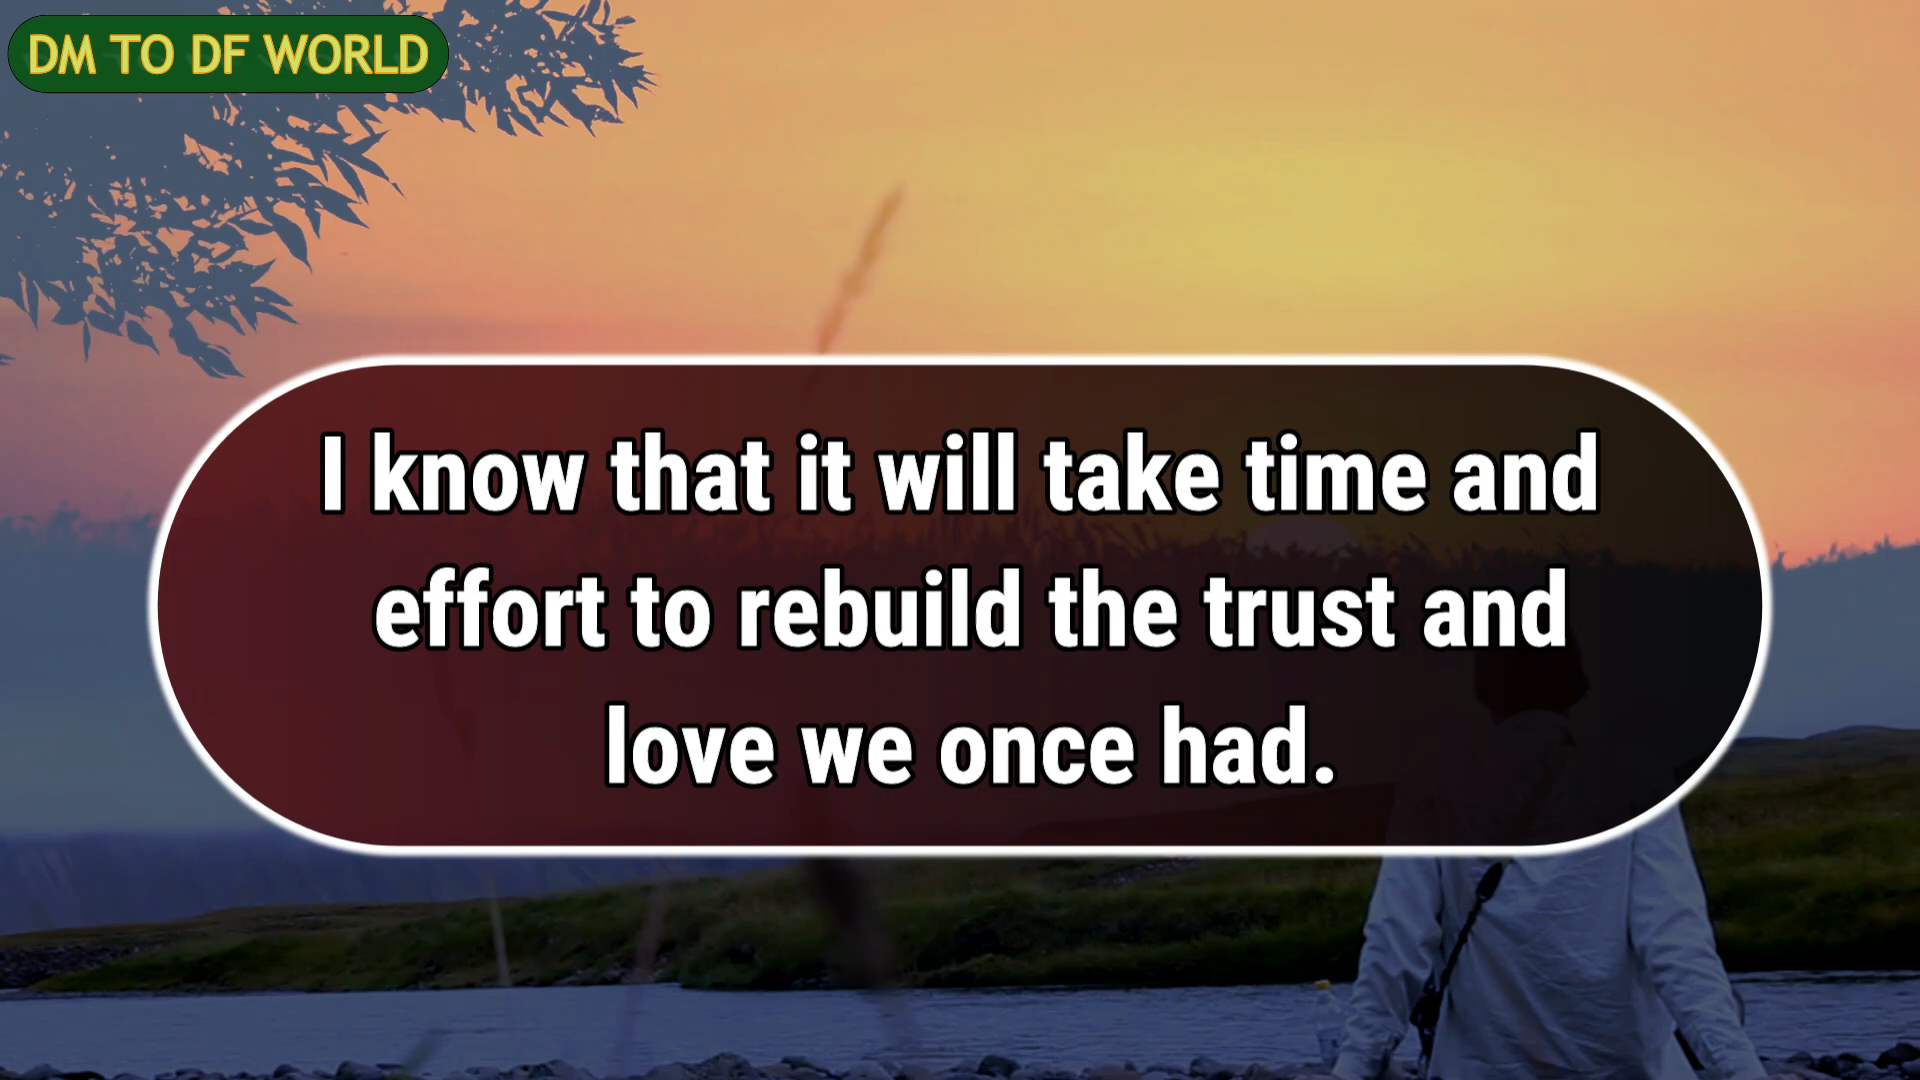 DM TO DF WORLD
I know that it will take time and
effort to rebuild the trust and
love we once had.